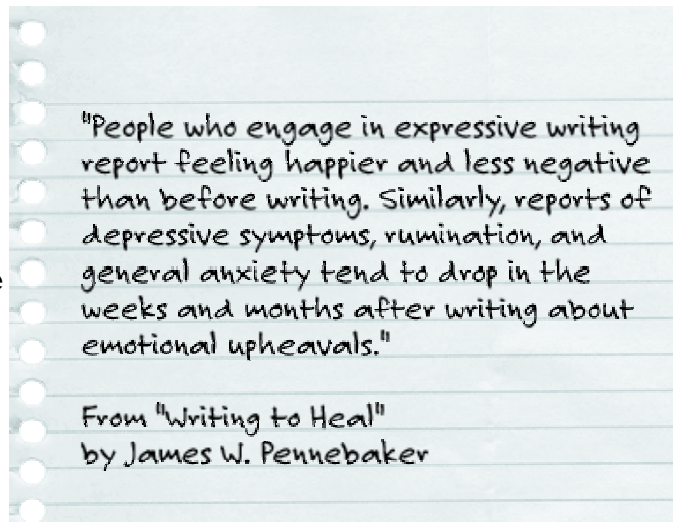 "People who engage in expressive writing
report feeling happier and less negative
than before writing. Similarly, reports of
depressive symptoms, rumination, and
general anxiety tend to drop in the
weeks and months after writing about
emotional upheavals."
From "Writing to Heal"
by James W. Pennebaker